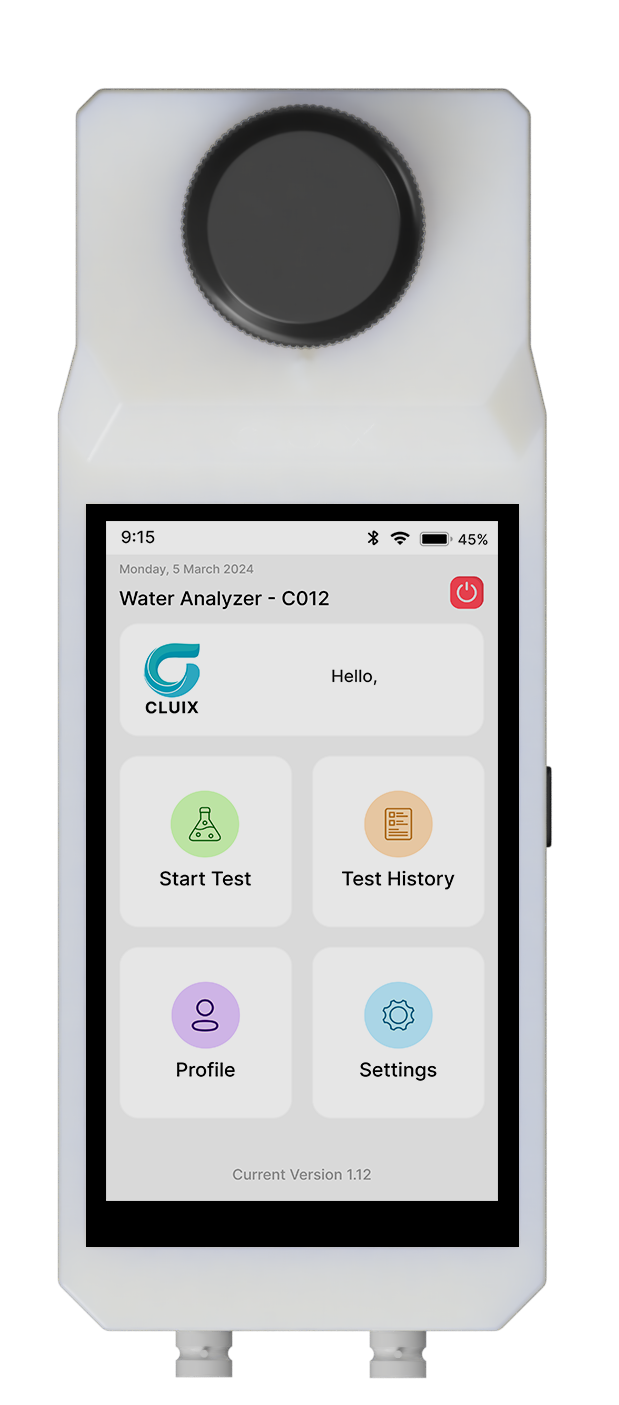 9:15 45%
Monday, 5 March 2024
Water Analyzer - C012
CLUIX
Hello,
Start Test
Test History
Profile
Settings
Current Version 1.12